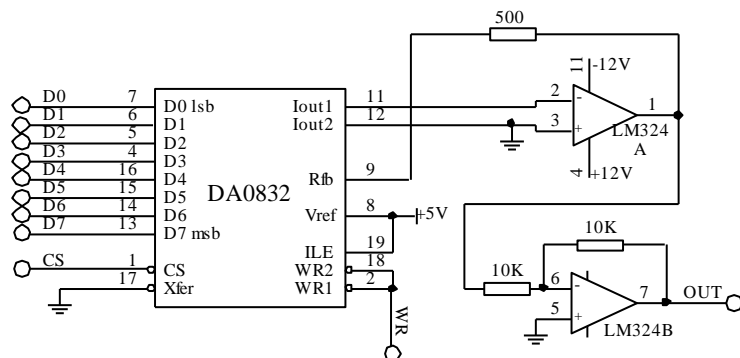 500
D0 7 D0 lsb Iout1 11 2 - 11 -12V 1
D1 6 D1 Iout2 12 3 + LM324
D2 5 D2 A
D3 4 D3 4 +12V
D4 16 D4 Rfb 9
D5 15 D5 DA0832
D6 14 D6 Vref 8 +5V
D7 13 D7 msb
ILE 19 10K
CS 1 CS WR2 18 10K 6 - 7 OUT
17 Xfer WR1 2 5 +
WR LM324B